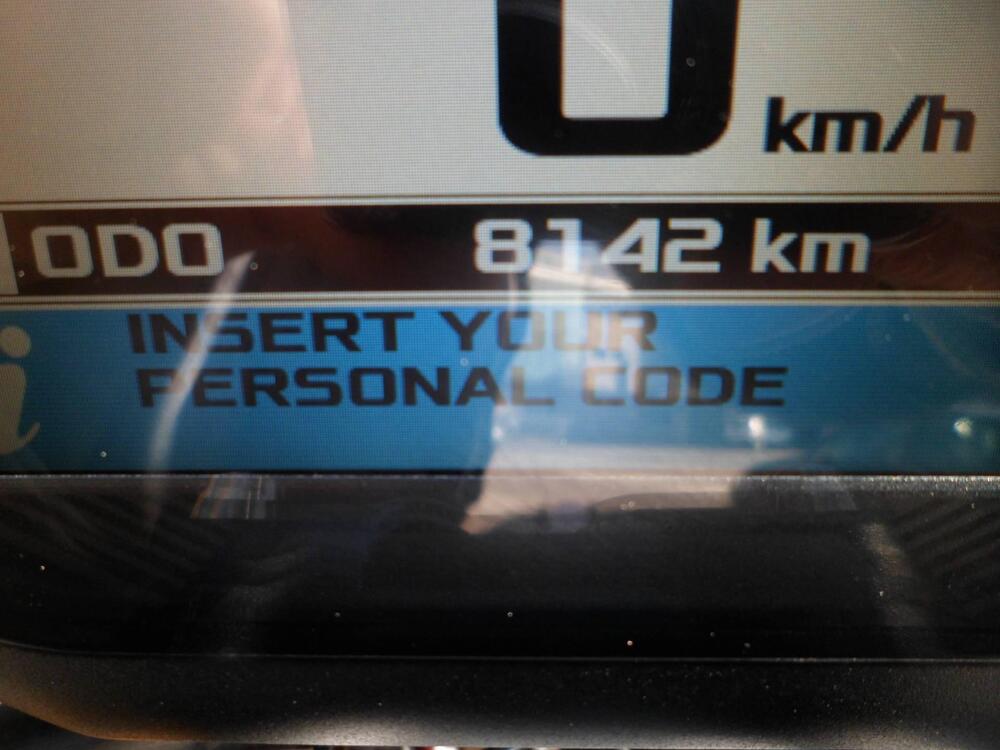 0 km/h
ODO 8142 km
i INSERT YOUR
PERSONAL CODE